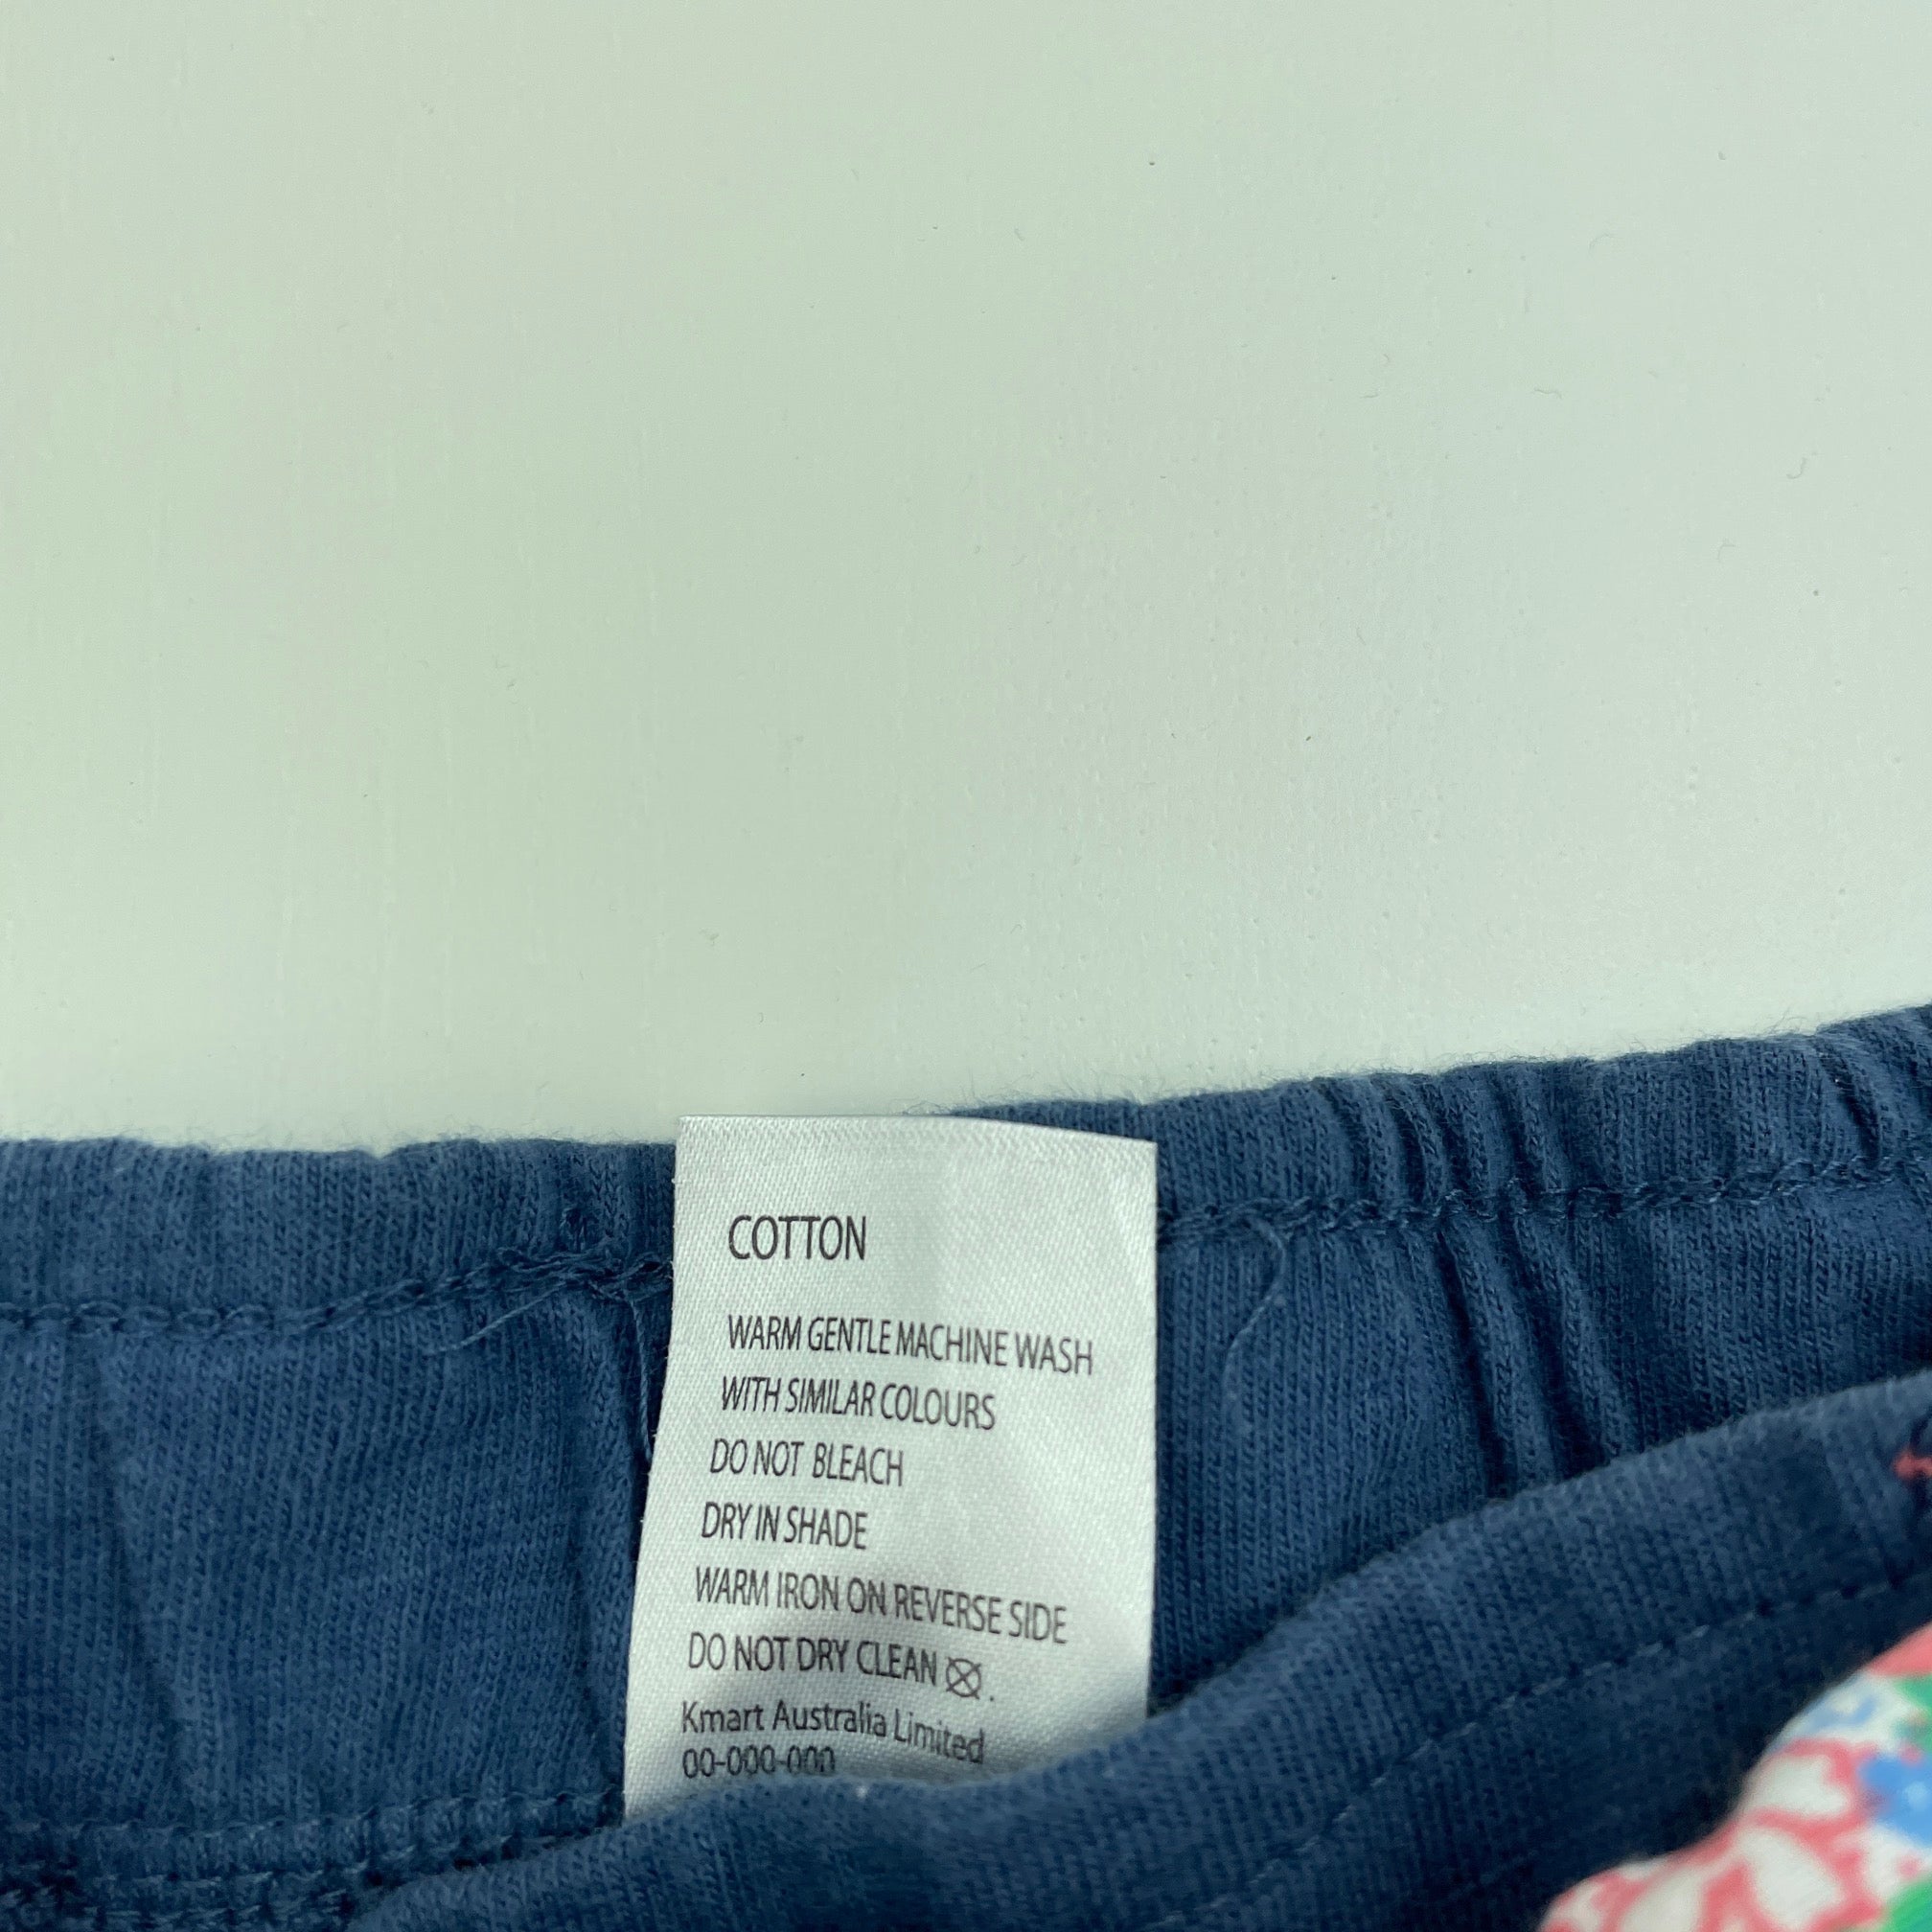 COTTON
WARM GENTLE MACHINE WASH
WITH SIMILAR COLOURS
DO NOT BLEACH
DRY IN SHADE
WARM IRON ON REVERSE SIDE
DO NOT DRY CLEAN .
Kmart Australia Limited
00-000-000